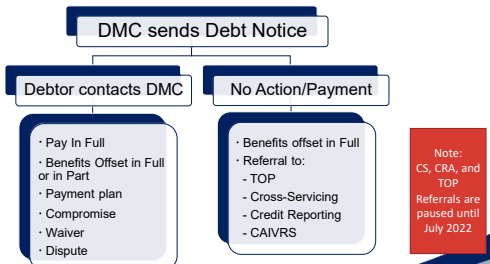 DMC sends Debt Notice
Debtor contacts DMC
No Action/Payment
· Pay In Full
· Benefits Offset in Full
or in Part
· Payment plan
· Compromise
· Waiver
· Dispute
· Benefits offset in Full
· Referral to:
- TOP
- Cross-Servicing
- Credit Reporting
- CAIVRS
Note:
CS, CRA, and
TOP
Referrals are
paused until
July 2022